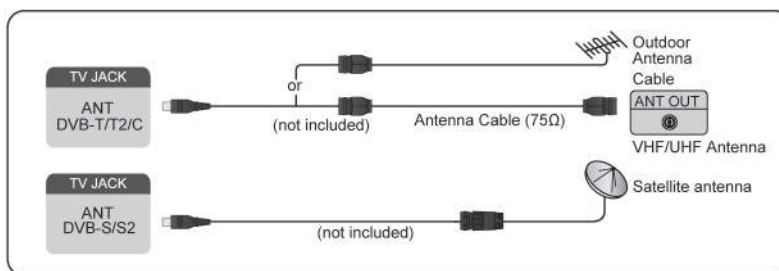 TV JACK
ANT
DVB-T/T2/C
or
(not included)
Antenna Cable (75Ω)
Outdoor
Antenna
Cable
ANT OUT
VHF/UHF Antenna
TV JACK
ANT
DVB-S/S2
(not included)
Satellite antenna